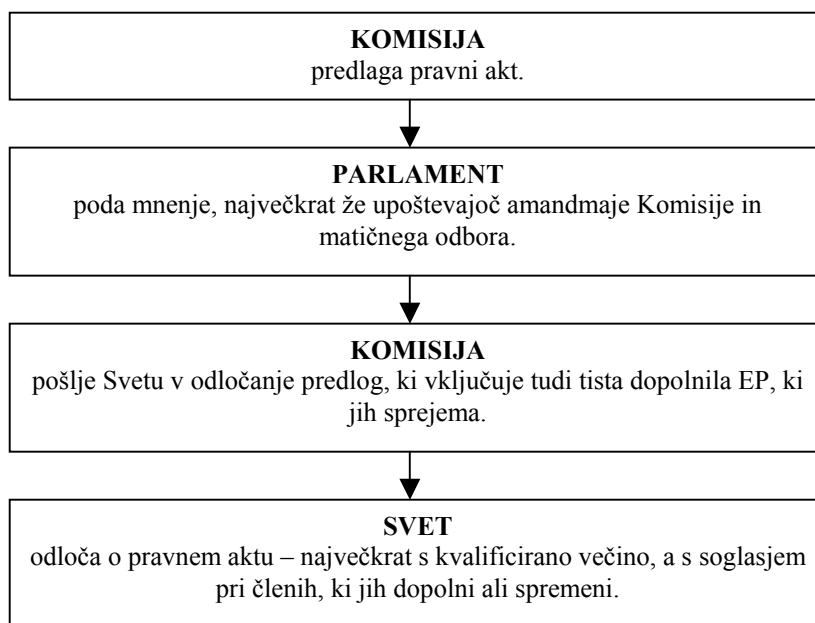 KOMISIJA
predlaga pravni akt.
PARLAMENT
poda mnenje, največkrat že upoštevajoč amandmaje Komisije in
matičnega odbora.
KOMISIJA
pošlje Svetu v odločanje predlog, ki vključuje tudi tista dopolnila EP, ki
jih sprejema.
SVET
odloča o pravnem aktu – največkrat s kvalificirano večino, a s soglasjem
pri členih, ki jih dopolni ali spremeni.